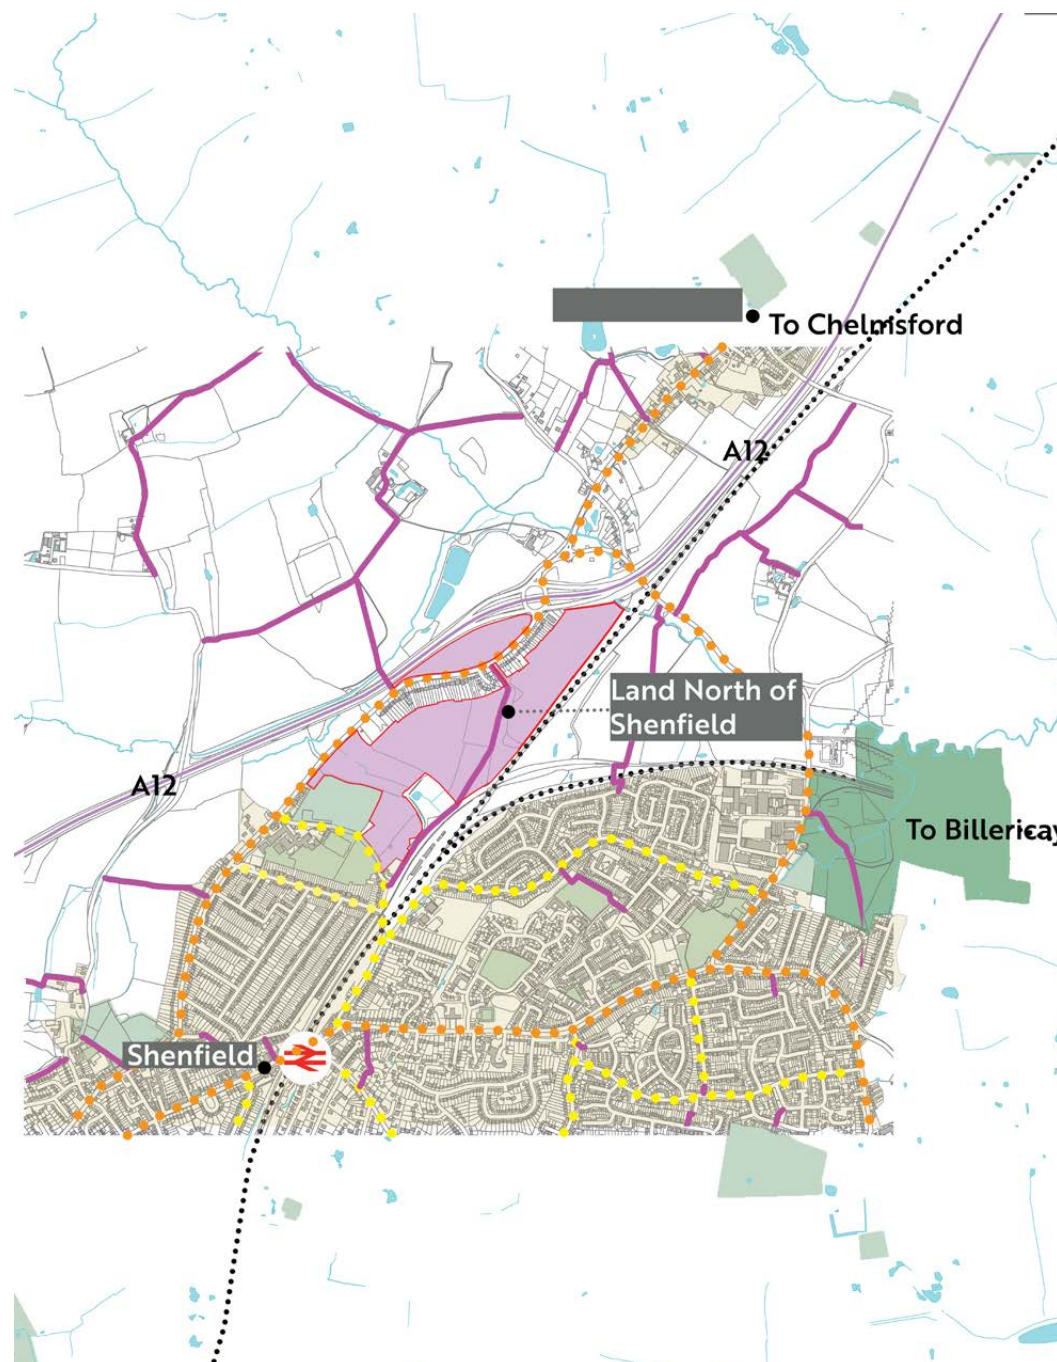 To Chelmsford
A12
Land North of
Shenfield
A12
To Billericay
Shenfield